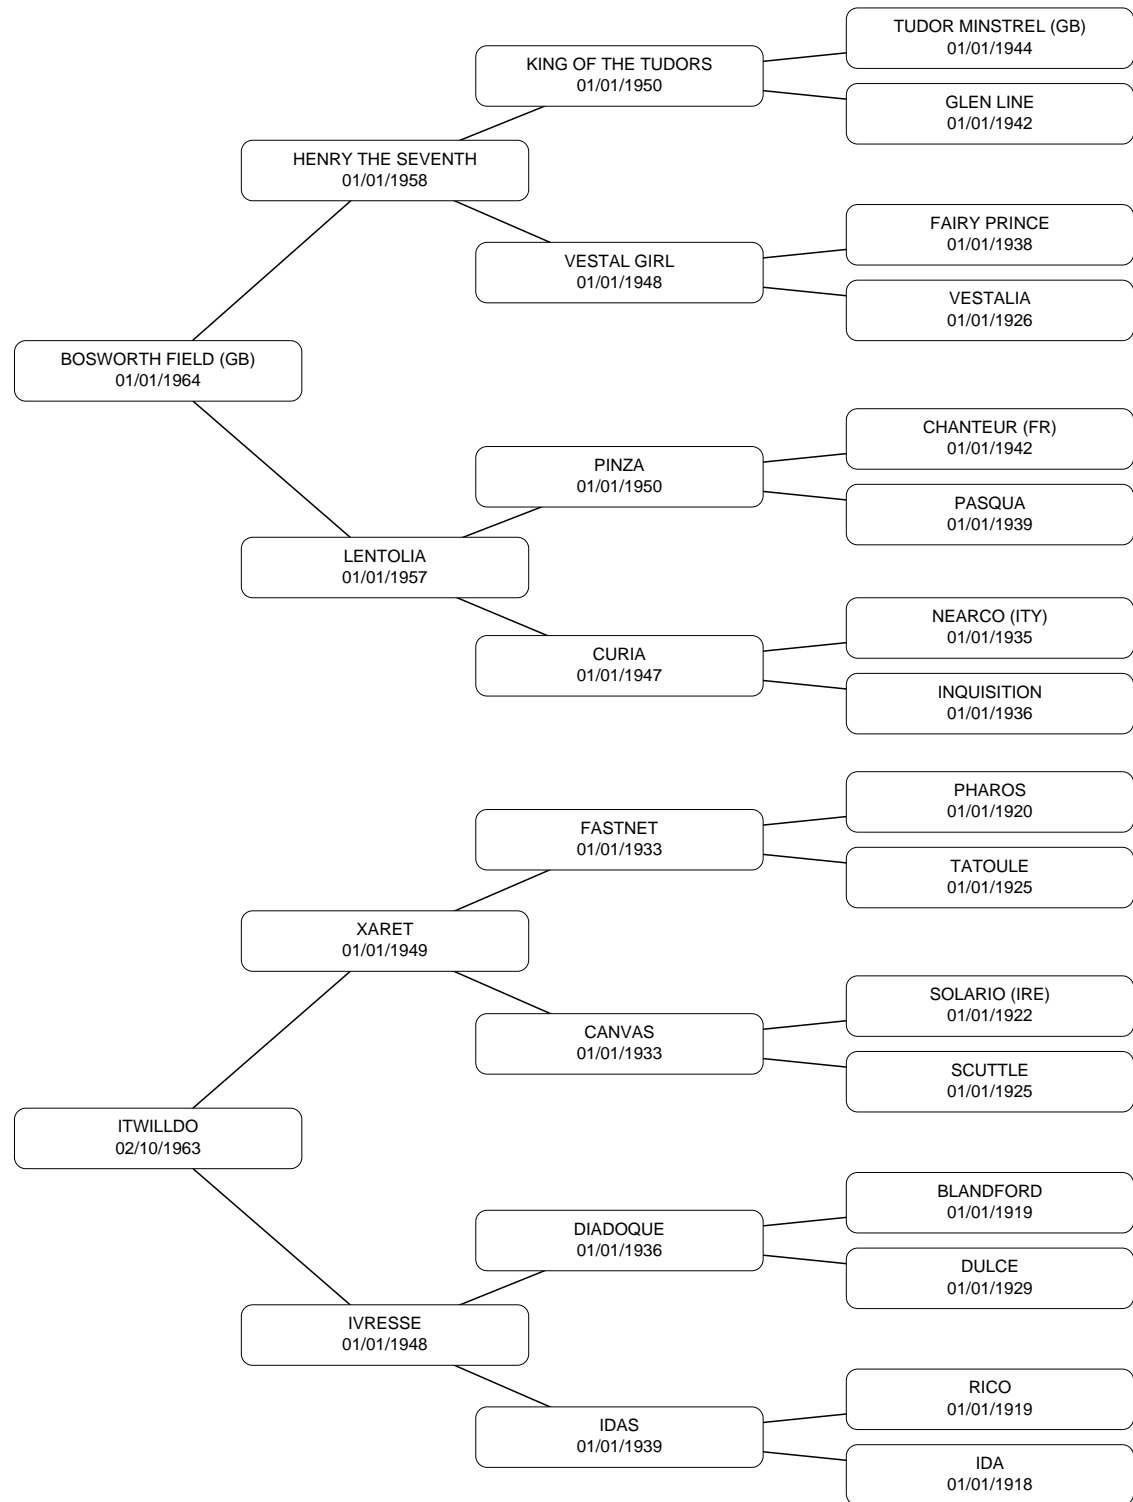 TUDOR MINSTREL (GB)
01/01/1944
KING OF THE TUDORS
01/01/1950
GLEN LINE
01/01/1942
HENRY THE SEVENTH
01/01/1958
FAIRY PRINCE
01/01/1938
VESTAL GIRL
01/01/1948
VESTALIA
01/01/1926
BOSWORTH FIELD (GB)
01/01/1964
CHANTEUR (FR)
01/01/1942
PINZA
01/01/1950
PASQUA
01/01/1939
LENTOLIA
01/01/1957
NEARCO (ITY)
01/01/1935
CURIA
01/01/1947
INQUISITION
01/01/1936
PHAROS
01/01/1920
FASTNET
01/01/1933
TATOULE
01/01/1925
XARET
01/01/1949
SOLARIO (IRE)
01/01/1922
CANVAS
01/01/1933
SCUTTLE
01/01/1925
ITWILLDO
02/10/1963
BLANDFORD
01/01/1919
DIADOQUE
01/01/1936
DULCE
01/01/1929
IVRESSE
01/01/1948
RICO
01/01/1919
IDAS
01/01/1939
IDA
01/01/1918